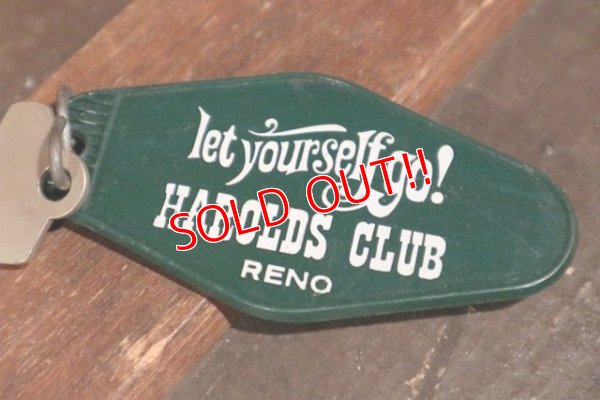 let yourself go!
SOLD OUT!!
HAROLDS CLUB
RENO